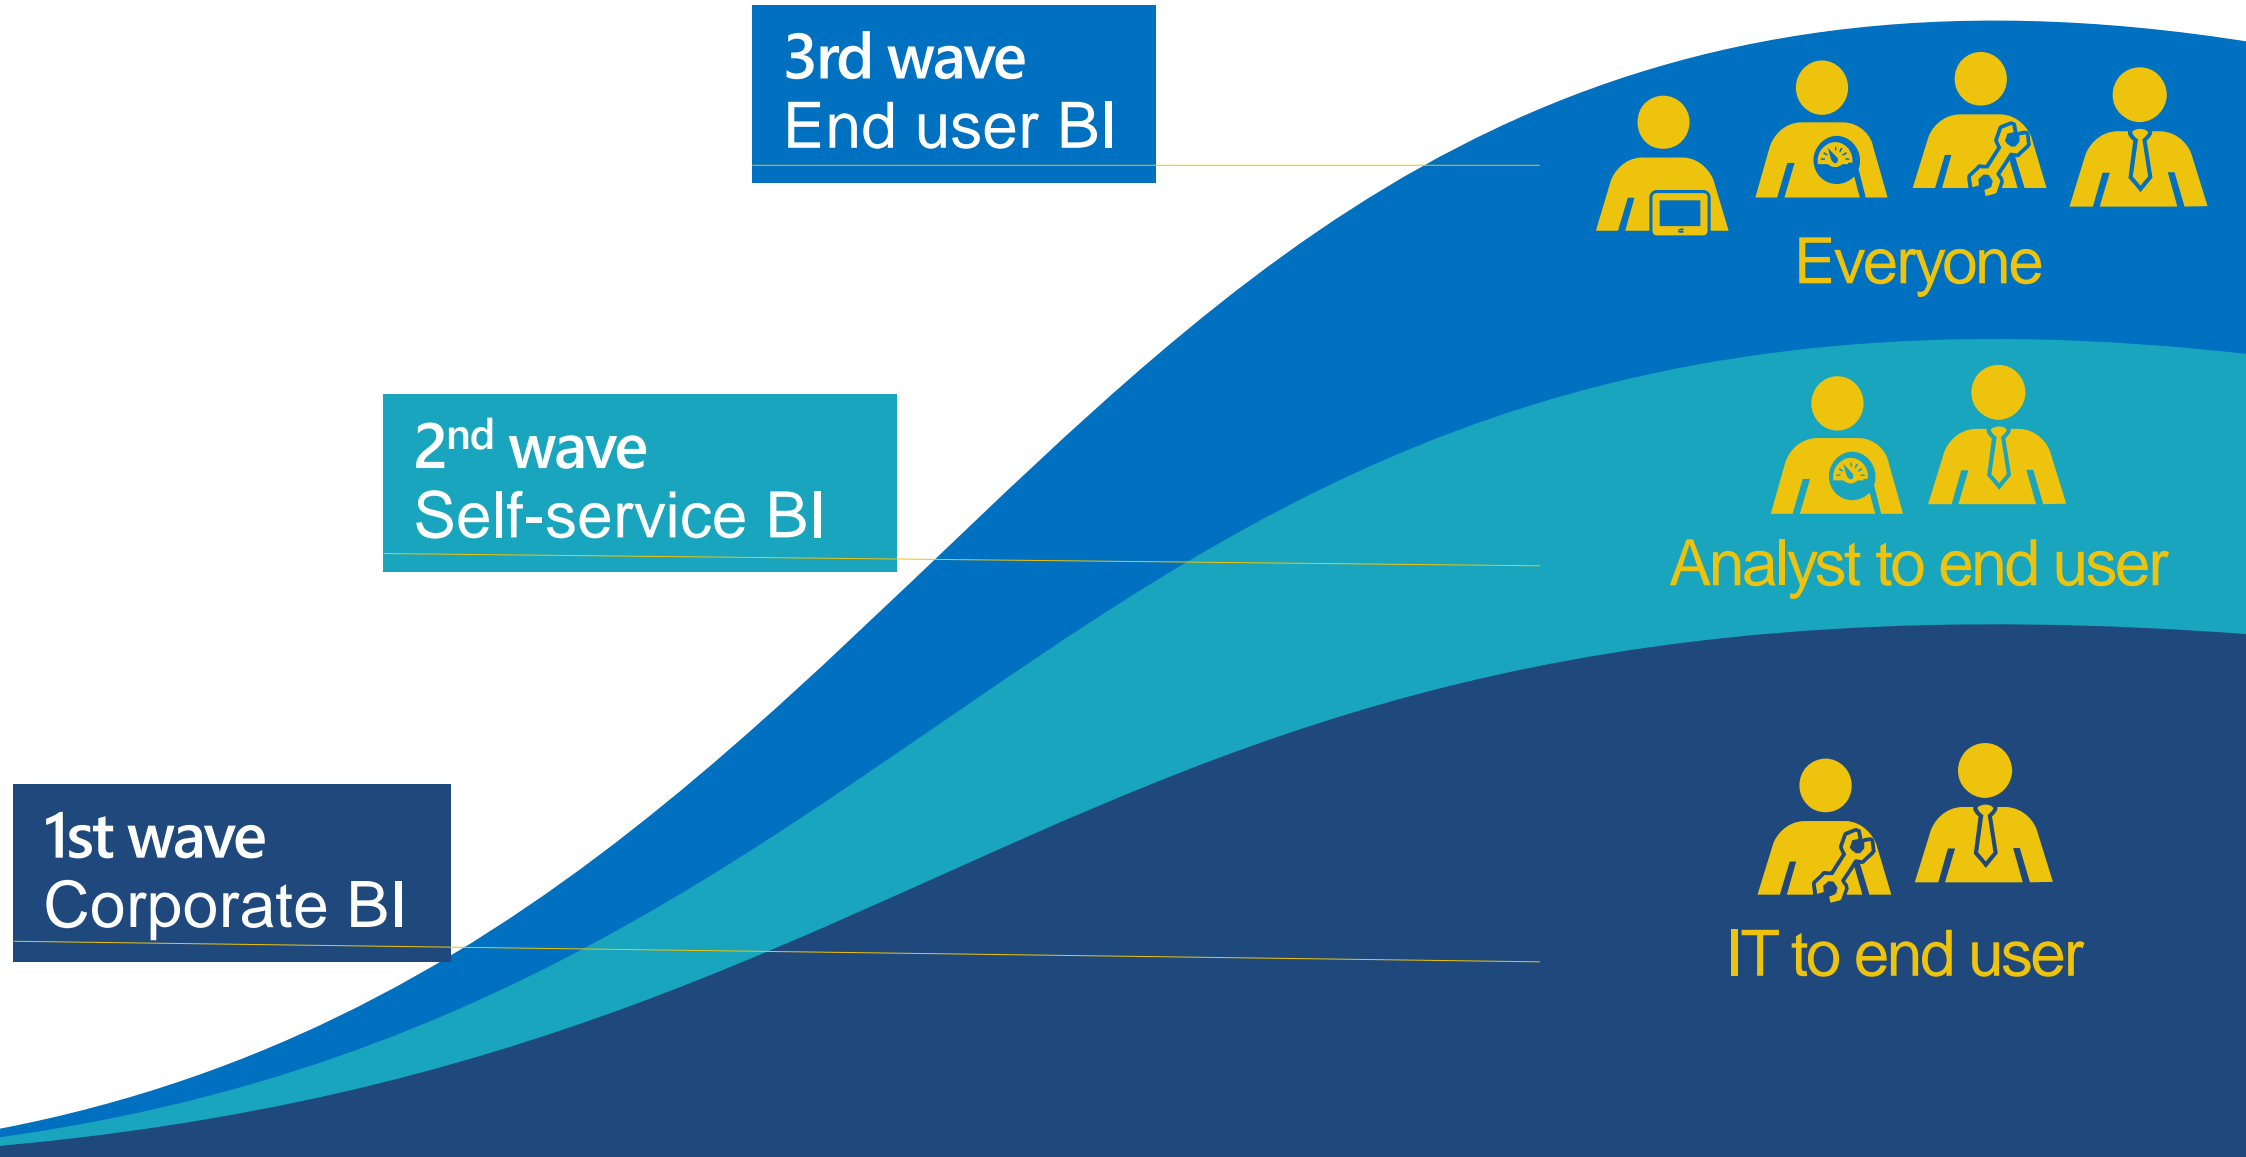 3rd wave
End user BI
Everyone
2nd wave
Self-service BI
Analyst to end user
1st wave
Corporate BI
IT to end user